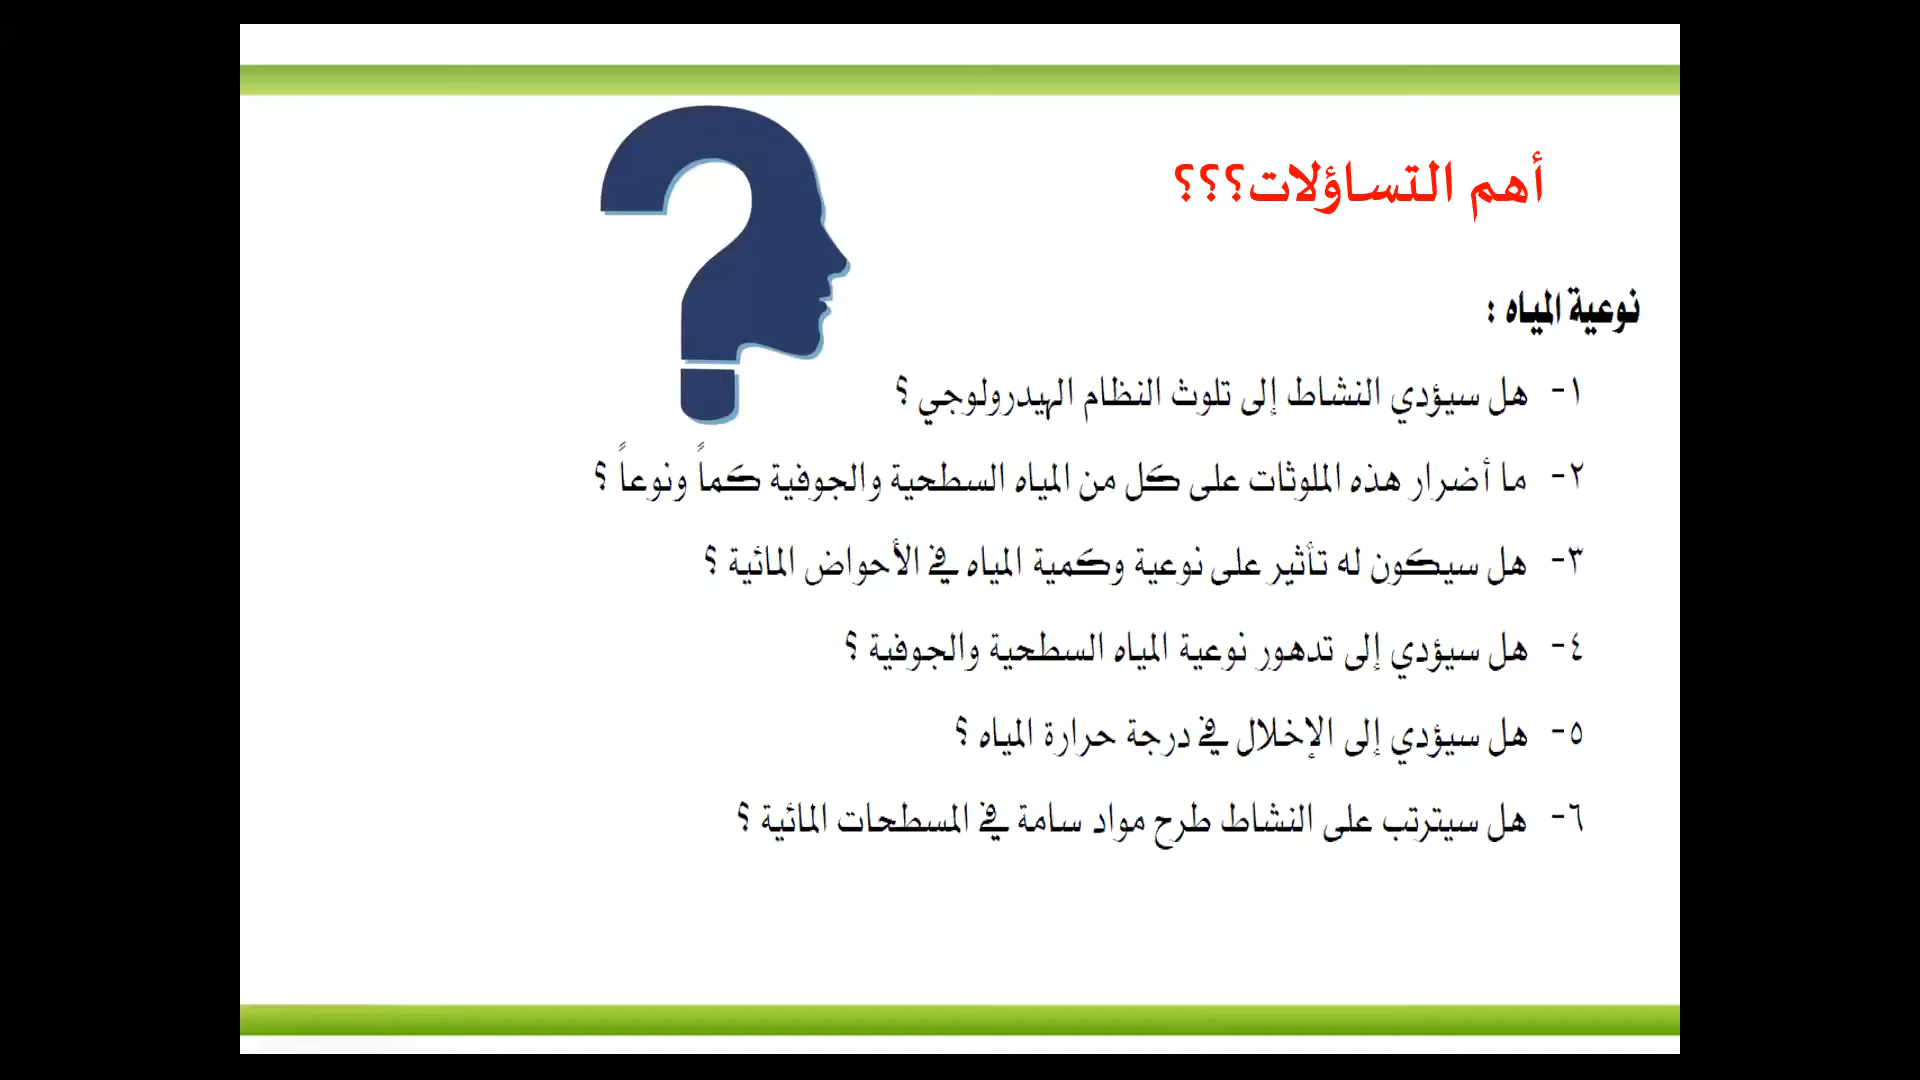 أهم التساؤلات؟؟؟
نوعية المياه :
١- هل سيؤدي النشاط إلى تلوث النظام الهيدرولوجي ؟
٢- ما أضرار هذه الملوثات على كل من المياه السطحية والجوفية كماً ونوعاً ؟
٣- هل سيكون له تأثير على نوعية وكمية المياه في الأحواض المائية ؟
٤- هل سيؤدي إلى تدهور نوعية المياه السطحية والجوفية ؟
٥- هل سيؤدي إلى الإخلال في درجة حرارة المياه ؟
٦- هل سيترتب على النشاط طرح مواد سامة في المسطحات المائية ؟